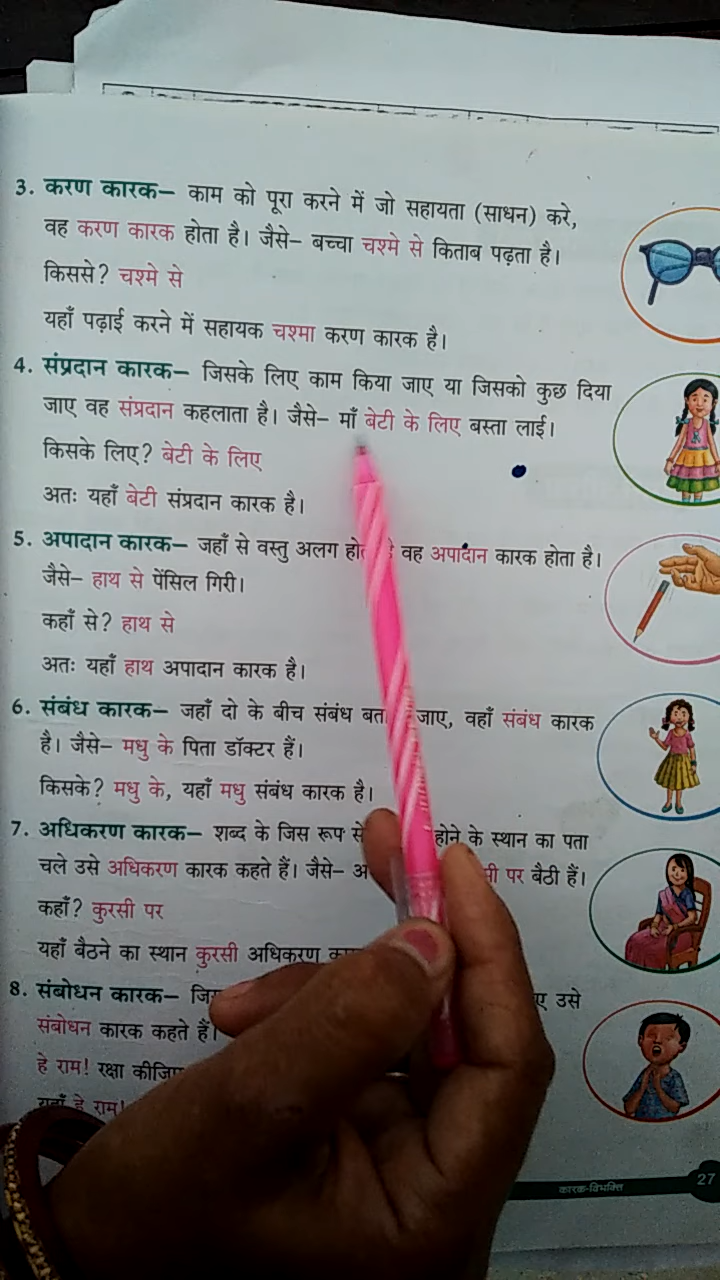 3. करण कारक– काम को पूरा करने में जो सहायता (साधन) करे,
वह करण कारक होता है। जैसे– बच्चा चश्मे से किताब पढ़ता है।
किससे? चश्मे से
यहाँ पढ़ाई करने में सहायक चश्मा करण कारक है।
4. संप्रदान कारक– जिसके लिए काम किया जाए या जिसको कुछ दिया
जाए वह संप्रदान कहलाता है। जैसे– माँ बेटी के लिए बस्ता लाई।
किसके लिए? बेटी के लिए
अतः यहाँ बेटी संप्रदान कारक है।
5. अपादान कारक– जहाँ से वस्तु अलग वह अपादान कारक होता है।
जैसे– हाथ से पेंसिल गिरी।
कहाँ से? हाथ से
अतः यहाँ हाथ अपादान कारक है।
6. संबंध कारक– जहाँ दो के बीच संबंध जाए, वहाँ संबंध कारक
है। जैसे– मधु के पिता डॉक्टर हैं।
किसके? मधु के, यहाँ मधु संबंध कारक है।
7. अधिकरण कारक– शब्द के जिस रूप से होने के स्थान का पता
चले उसे अधिकरण कारक कहते हैं। जैसे– पर बैठी हैं।
कहाँ? कुरसी पर
यहाँ बैठने का स्थान कुरसी अधिकरण
8. संबोधन कारक– उसे
संबोधन कारक कहते हैं।
हे राम! रक्षा
यहाँ हे राम!
कारक-विभक्ति 27